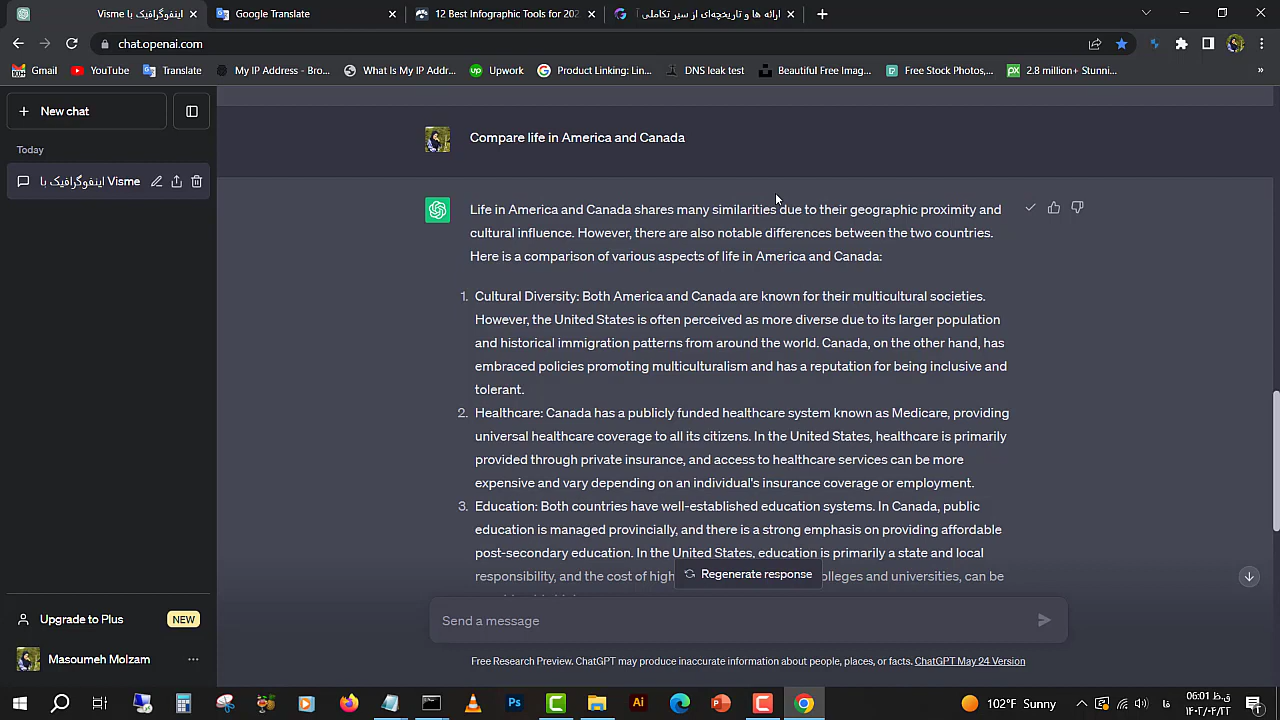 اینفوگرافیک با Visme
Google Translate
12 Best Infographic Tools for 202
ارائه ها و تاریخچه‌ای از سیر تکاملی
chat.openai.com
Gmail
YouTube
Translate
My IP Address - Bro...
What Is My IP Addr...
Upwork
Product Linking: Lin...
DNS leak test
Beautiful Free Imag...
Free Stock Photos,...
2.8 million+ Stunni...
New chat
Today
اینفوگرافیک با Visme
Compare life in America and Canada
Life in America and Canada shares many similarities due to their geographic proximity and
cultural influence. However, there are also notable differences between the two countries.
Here is a comparison of various aspects of life in America and Canada:
1. Cultural Diversity: Both America and Canada are known for their multicultural societies.
However, the United States is often perceived as more diverse due to its larger population
and historical immigration patterns from around the world. Canada, on the other hand, has
embraced policies promoting multiculturalism and has a reputation for being inclusive and
tolerant.
2. Healthcare: Canada has a publicly funded healthcare system known as Medicare, providing
universal healthcare coverage to all its citizens. In the United States, healthcare is primarily
provided through private insurance, and access to healthcare services can be more
expensive and vary depending on an individual's insurance coverage or employment.
3. Education: Both countries have well-established education systems. In Canada, public
education is managed provincially, and there is a strong emphasis on providing affordable
post-secondary education. In the United States, education is primarily a state and local
responsibility, and the cost of high
olleges and universities, can be
Regenerate response
Send a message
Free Research Preview. ChatGPT may produce inaccurate information about people, places, or facts. ChatGPT May 24 Version
Upgrade to Plus
NEW
Masoumeh Molzam
Ps
Ai
102°F Sunny
فا
06:01 ق.ظ